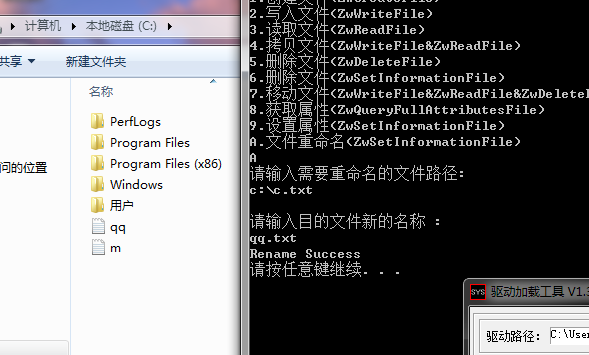 计算机 ▸ 本地磁盘 (C:) ▸
共享 ▼ 新建文件夹
名称
问的位置
PerfLogs
Program Files
Program Files (x86)
Windows
用户
qq
m
2.写入文件(ZwWriteFile)
3.读取文件(ZwReadFile)
4.拷贝文件(ZwWriteFile&ZwReadFile)
5.删除文件(ZwDeleteFile)
6.删除文件(ZwSetInformationFile)
7.移动文件(ZwWriteFile&ZwReadFile&ZwDelete
8.获取属性(ZwQueryFullAttributesFile)
9.设置属性(ZwSetInformationFile)
A.文件重命名(ZwSetInformationFile)
A
请输入需要重命名的文件路径:
c:\c.txt
请输入目的文件新的名称 :
qq.txt
Rename Success
请按任意键继续. . .
SYS 驱动加载工具 V1.3
驱动路径: C:\User